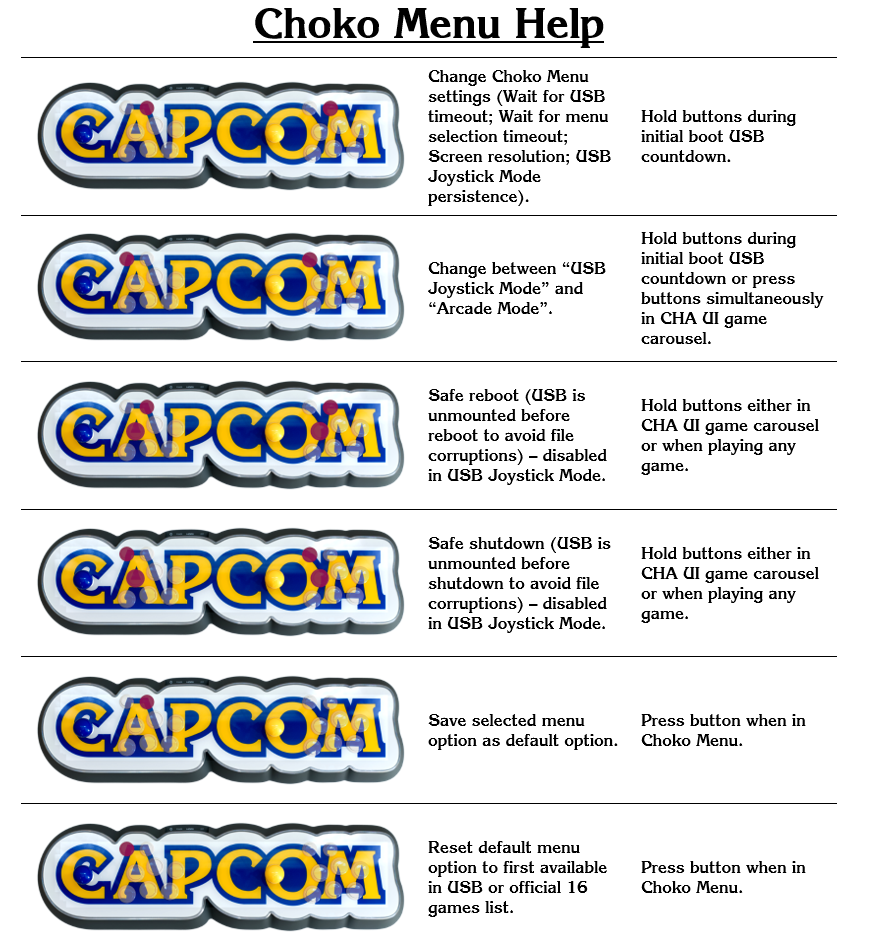 Choko Menu Help
CAPCOM
Change Choko Menu
settings (Wait for USB
timeout; Wait for menu
selection timeout;
Screen resolution; USB
Joystick Mode
persistence).
Hold buttons during
initial boot USB
countdown.
CAPCOM
Change between “USB
Joystick Mode” and
“Arcade Mode”.
Hold buttons during
initial boot USB
countdown or press
buttons simultaneously
in CHA UI game
carousel.
CAPCOM
Safe reboot (USB is
unmounted before
reboot to avoid file
corruptions) – disabled
in USB Joystick Mode.
Hold buttons either in
CHA UI game carousel
or when playing any
game.
CAPCOM
Safe shutdown (USB is
unmounted before
shutdown to avoid file
corruptions) – disabled
in USB Joystick Mode.
Hold buttons either in
CHA UI game carousel
or when playing any
game.
CAPCOM
Save selected menu
option as default option.
Press button when in
Choko Menu.
CAPCOM
Reset default menu
option to first available
in USB or official 16
games list.
Press button when in
Choko Menu.